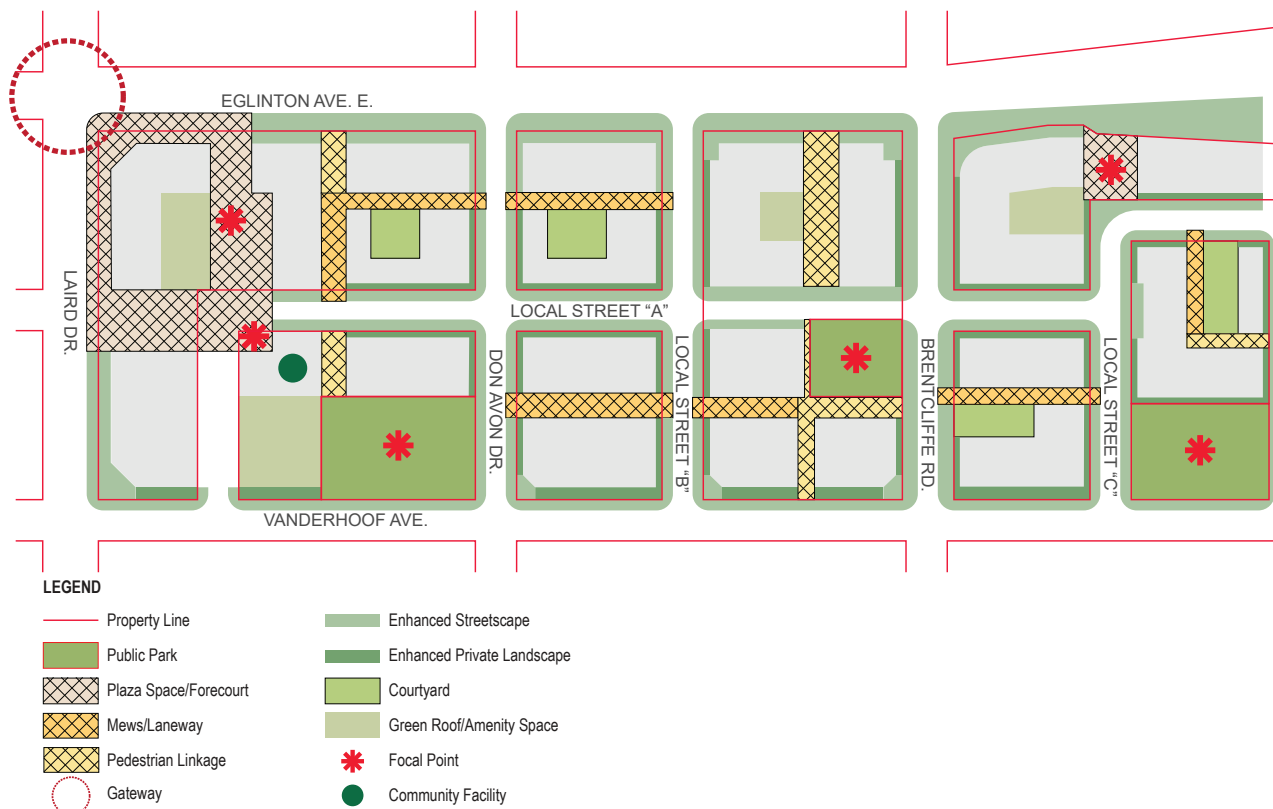 EGLINTON AVE. E.
LAIRD DR.
LOCAL STREET “A”
DON AVON DR.
LOCAL STREET “B”
BRENTCLIFFE RD.
LOCAL STREET “C”
VANDERHOOF AVE.
LEGEND
Property Line
Public Park
Plaza Space/Forecourt
Mews/Laneway
Pedestrian Linkage
Gateway
Enhanced Streetscape
Enhanced Private Landscape
Courtyard
Green Roof/Amenity Space
Focal Point
Community Facility